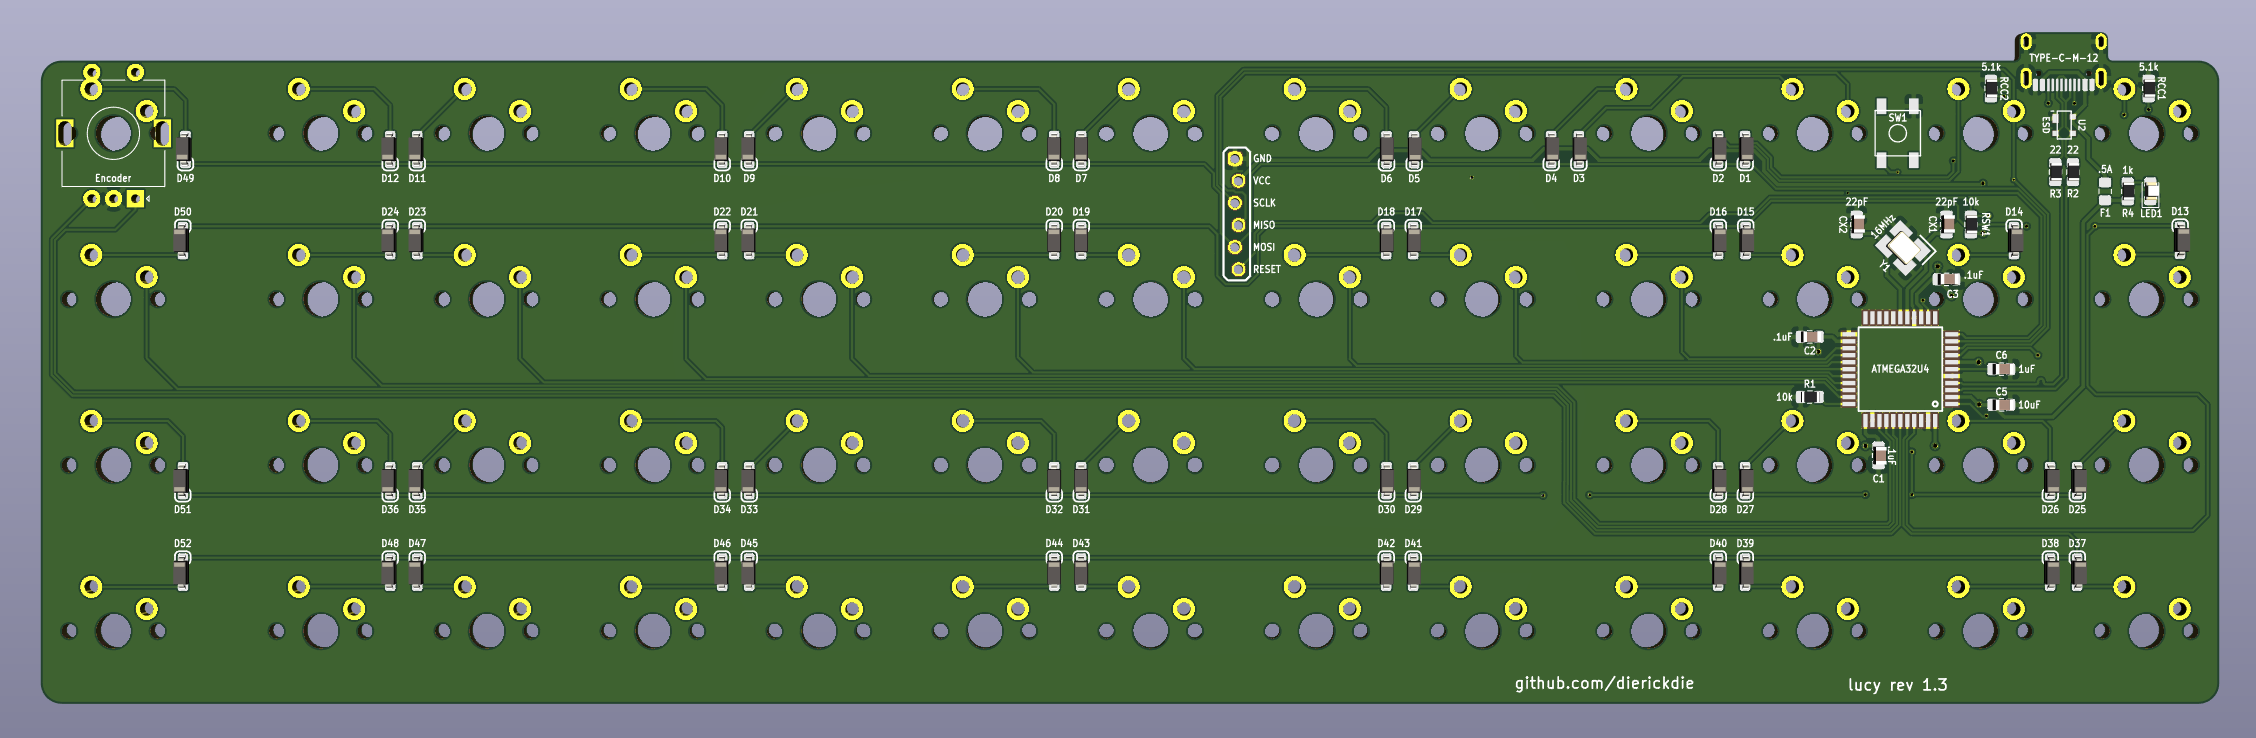 TYPE-C-M-12
5.1k
RCC2
5.1k
RCC1
SW1
ESD
U2
Encoder
D49
D12
D11
D10
D9
D8
D7
D6
D5
D4
D3
D2
D1
GND
VCC
SCLK
MISO
MOSI
RESET
22
22
R3
R2
.5A
F1
1k
R4
LED1
D50
D24
D23
D22
D21
D20
D19
D18
D17
D16
D15
22pF
CX2
16MHz
Y1
22pF
CX1
10k
RSW1
D14
D13
.1uF
C3
.1uF
C2
ATMEGA32U4
C6
1uF
R1
10k
C5
10uF
.1uF
C1
D51
D36
D35
D34
D33
D32
D31
D30
D29
D28
D27
D26
D25
D52
D48
D47
D46
D45
D44
D43
D42
D41
D40
D39
D38
D37
github.com/dierickdie
lucy rev 1.3